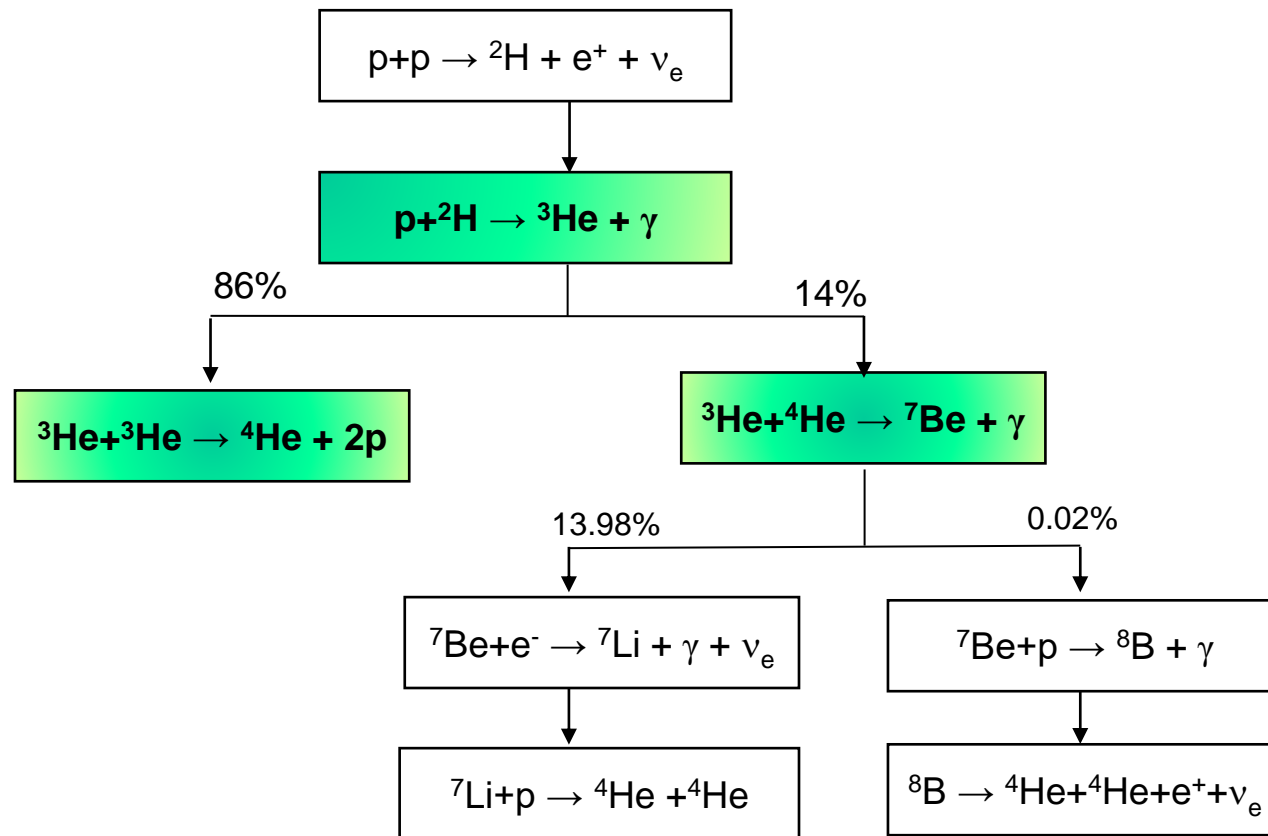 p+p → ²H + e⁺ + νₑ
p+²H → ³He + γ
86%
14%
³He+³He → ⁴He + 2p
³He+⁴He → ⁷Be + γ
13.98%
0.02%
⁷Be+e⁻ → ⁷Li + γ + νₑ
⁷Be+p → ⁸B + γ
⁷Li+p → ⁴He +⁴He
⁸B → ⁴He+⁴He+e⁺+νₑ